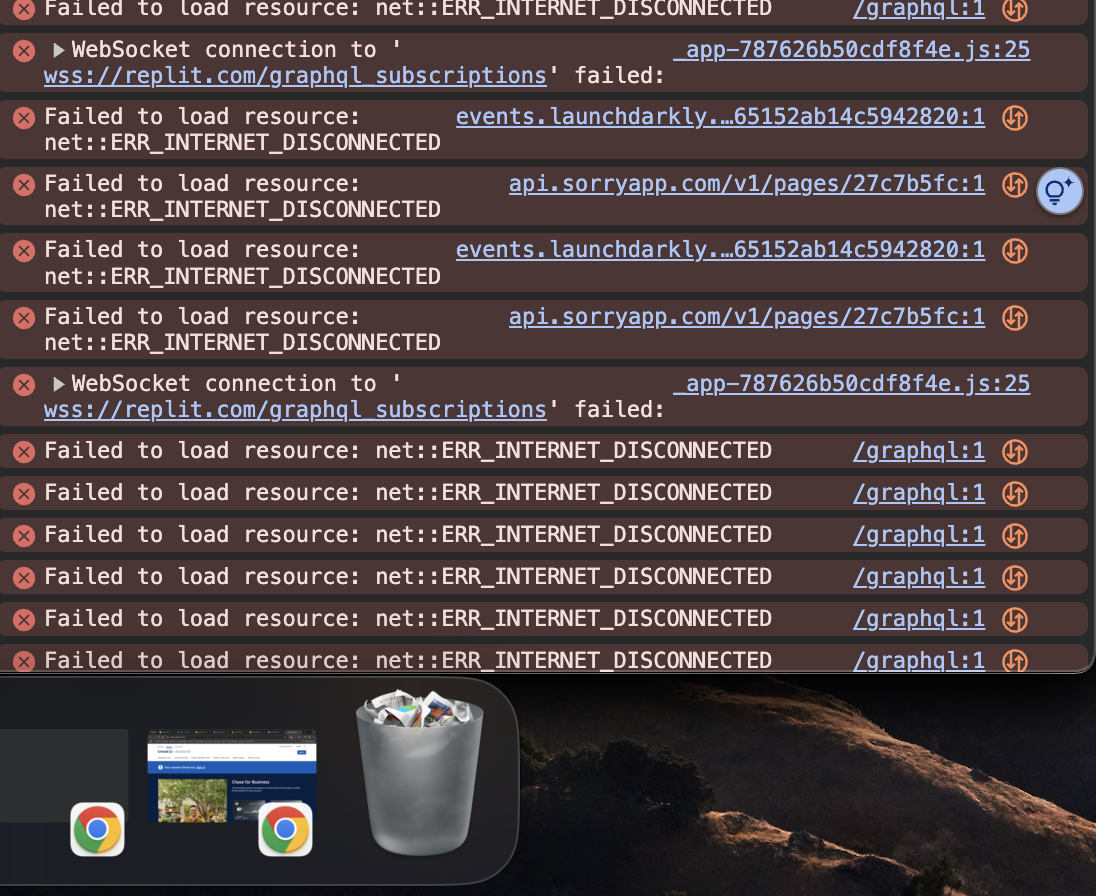 Failed to load resource: net::ERR_INTERNET_DISCONNECTED /graphql:1
WebSocket connection to ' _app-787626b50cdf8f4e.js:25
wss://replit.com/graphql_subscriptions' failed:
Failed to load resource: events.launchdarkly.…65152ab14c5942820:1
net::ERR_INTERNET_DISCONNECTED
Failed to load resource: api.sorryapp.com/v1/pages/27c7b5fc:1
net::ERR_INTERNET_DISCONNECTED
Failed to load resource: events.launchdarkly.…65152ab14c5942820:1
net::ERR_INTERNET_DISCONNECTED
Failed to load resource: api.sorryapp.com/v1/pages/27c7b5fc:1
net::ERR_INTERNET_DISCONNECTED
WebSocket connection to ' _app-787626b50cdf8f4e.js:25
wss://replit.com/graphql_subscriptions' failed:
Failed to load resource: net::ERR_INTERNET_DISCONNECTED /graphql:1
Failed to load resource: net::ERR_INTERNET_DISCONNECTED /graphql:1
Failed to load resource: net::ERR_INTERNET_DISCONNECTED /graphql:1
Failed to load resource: net::ERR_INTERNET_DISCONNECTED /graphql:1
Failed to load resource: net::ERR_INTERNET_DISCONNECTED /graphql:1
Failed to load resource: net::ERR_INTERNET_DISCONNECTED /graphql:1
Chase for Business